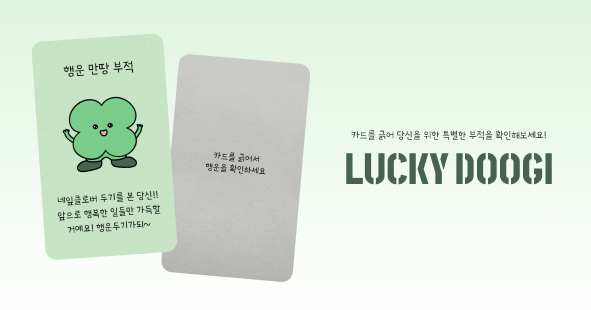 행운 만땅 부적
네잎클로버 두기를 본 당신!!
앞으로 행복한 일들만 가득할
거예요! 행운두기가되~
카드를 긁어서
행운을 확인하세요
카드를 긁어 당신을 위한 특별한 부적을 확인해보세요!
LUCKY DOOGI